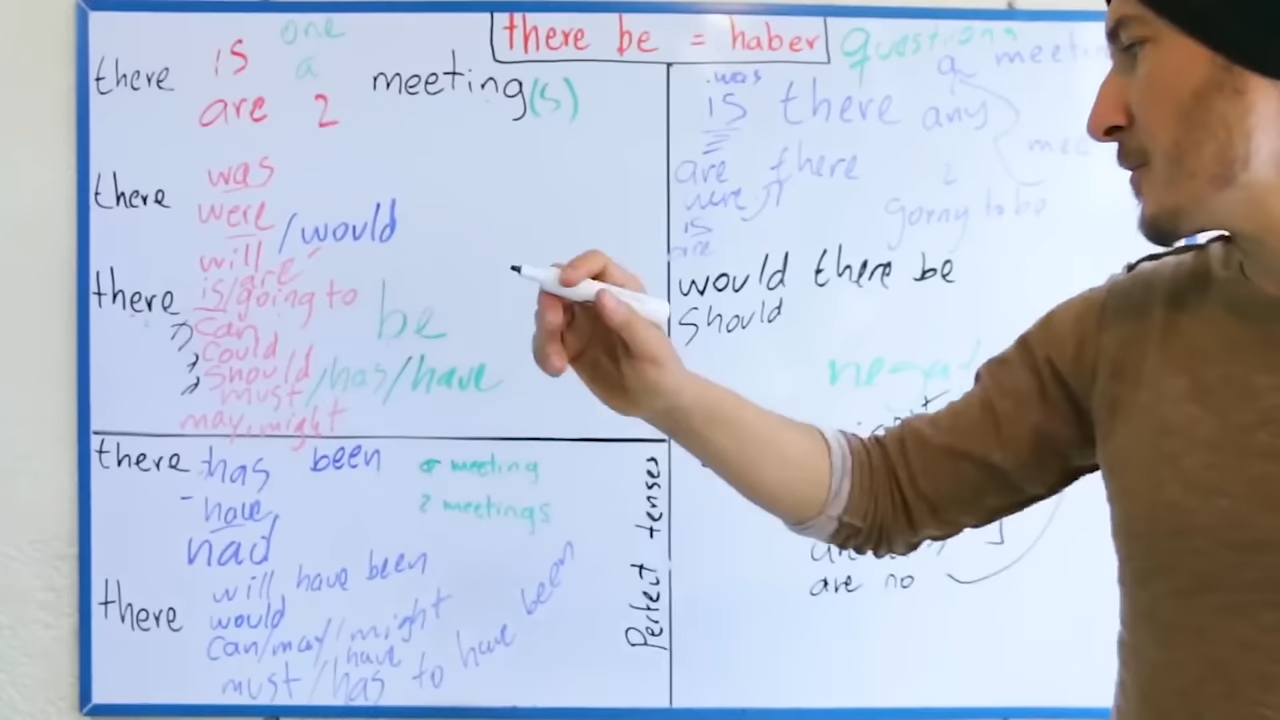 there be = haber
there is one
a
are 2 meeting(s)
there was
were
will /would
are
there is/going to be
can
could
should /has/have
must
may, might
there has been a meeting
- have, 2 meetings
had
there will have been
would
can/may/might
have
must /has to have been
Perfect tenses
questions
was a
is there any
are there 2
were
is going to be
are
would there be
should
are no